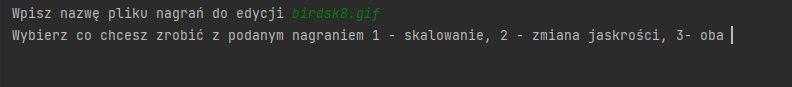 Wpisz nazwę pliku nagrań do edycji birdsk8.gif
Wybierz co chcesz zrobić z podanym nagraniem 1 - skalowanie, 2 - zmiana jaskrości, 3- oba